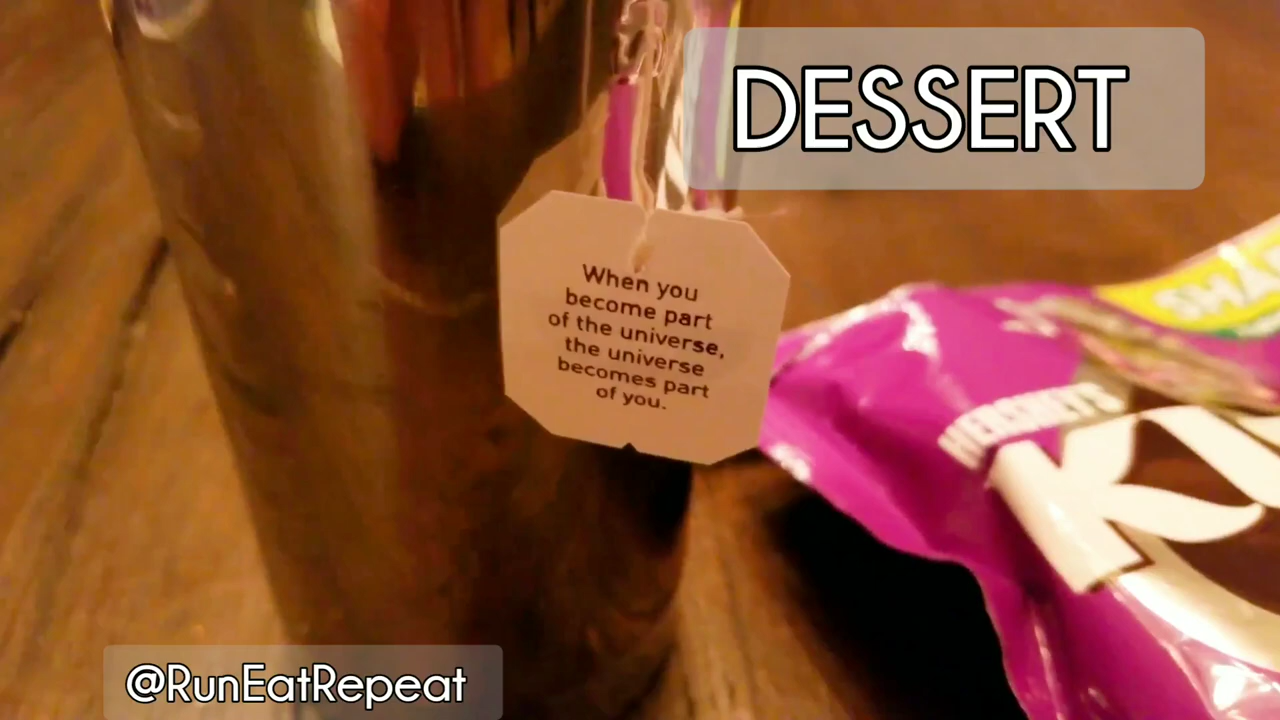 DESSERT
When you
become part
of the universe,
the universe
becomes part
of you.
HERSHEY'S
@RunEatRepeat